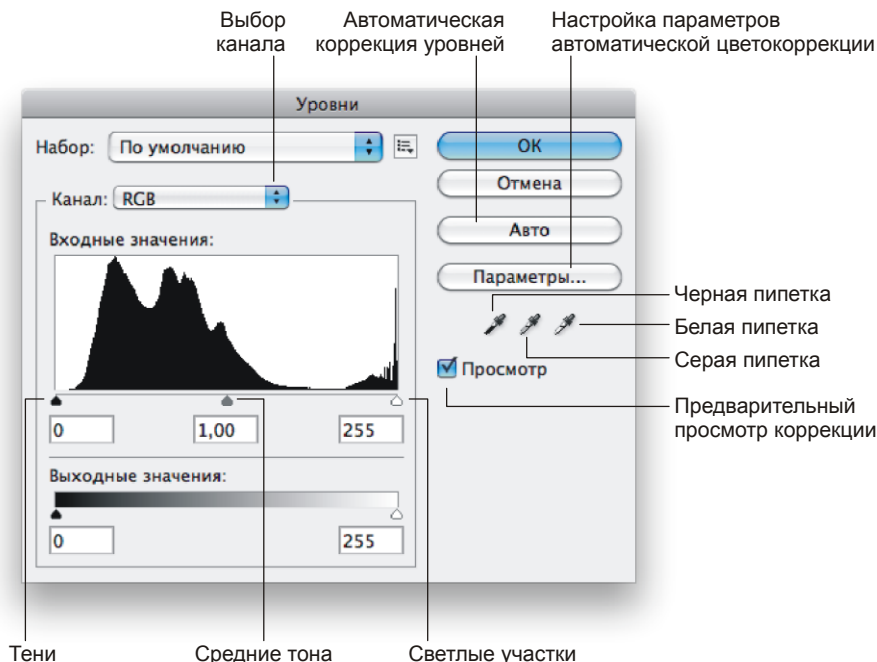 Выбор
канала
Автоматическая
коррекция уровней
Настройка параметров
автоматической цветокоррекции
Уровни
Набор: По умолчанию
OK
Отмена
Канал: RGB
Авто
Входные значения:
Параметры...
Черная пипетка
Белая пипетка
Серая пипетка
Просмотр
Предварительный
просмотр коррекции
0 1,00 255
Выходные значения:
0 255
Тени
Средние тона
Светлые участки